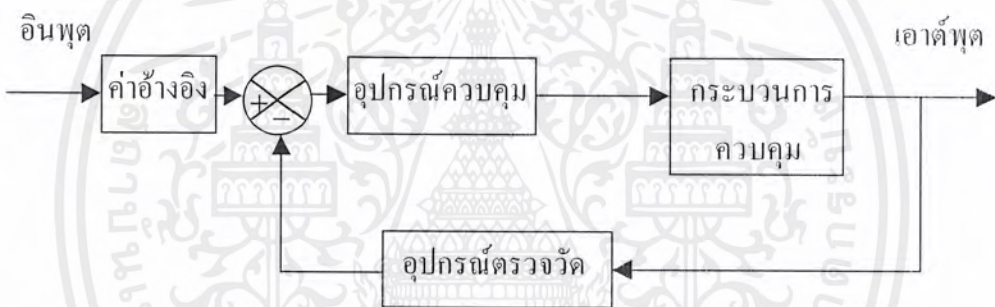 อินพุต
เอาต์พุต
ค่าอ้างอิง
+
−
อุปกรณ์ควบคุม
กระบวนการ
ควบคุม
อุปกรณ์ตรวจวัด